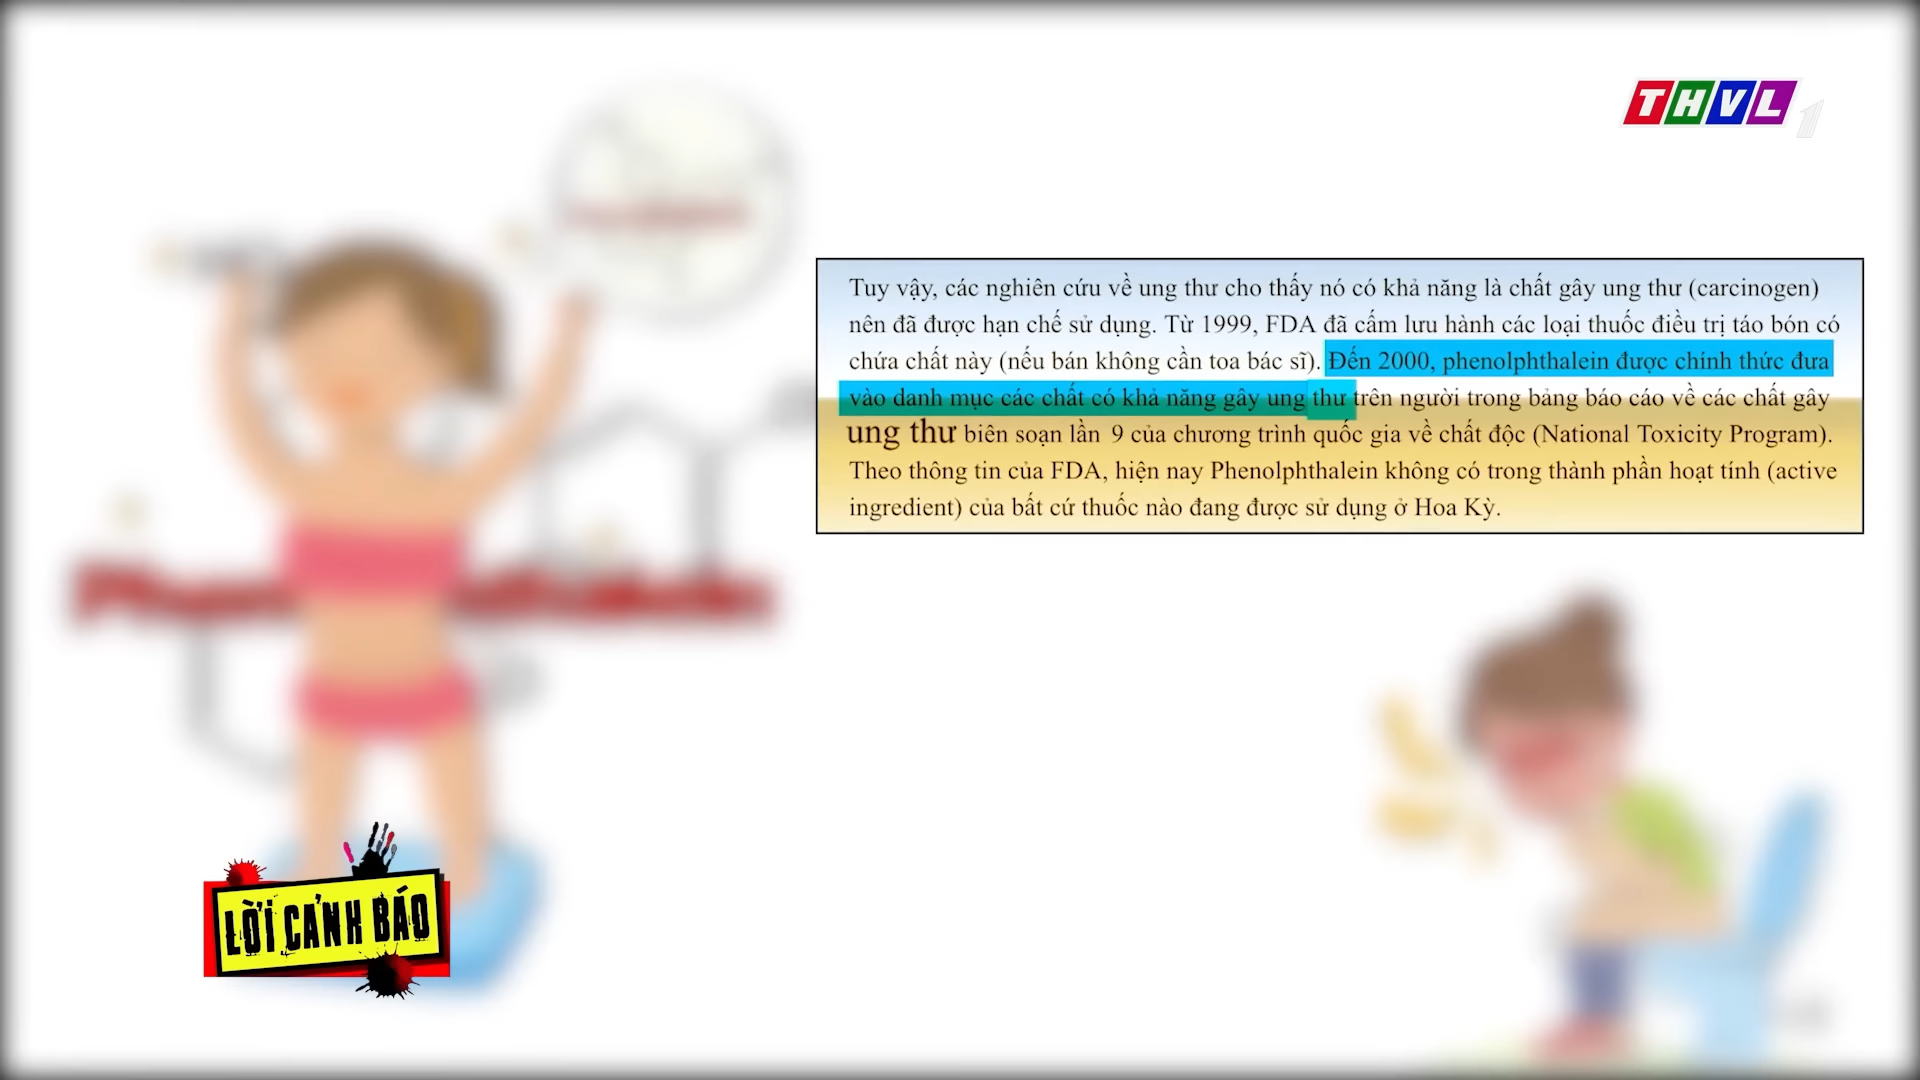 THVL 1
Tuy vậy, các nghiên cứu về ung thư cho thấy nó có khả năng là chất gây ung thư (carcinogen)
nên đã được hạn chế sử dụng. Từ 1999, FDA đã cấm lưu hành các loại thuốc điều trị táo bón có
chứa chất này (nếu bán không cần toa bác sĩ). Đến 2000, phenolphthalein được chính thức đưa
vào danh mục các chất có khả năng gây ung thư trên người trong bảng báo cáo về các chất gây
ung thư biên soạn lần 9 của chương trình quốc gia về chất độc (National Toxicity Program).
Theo thông tin của FDA, hiện nay Phenolphthalein không có trong thành phần hoạt tính (active
ingredient) của bất cứ thuốc nào đang được sử dụng ở Hoa Kỳ.
LỜI CẢNH BÁO